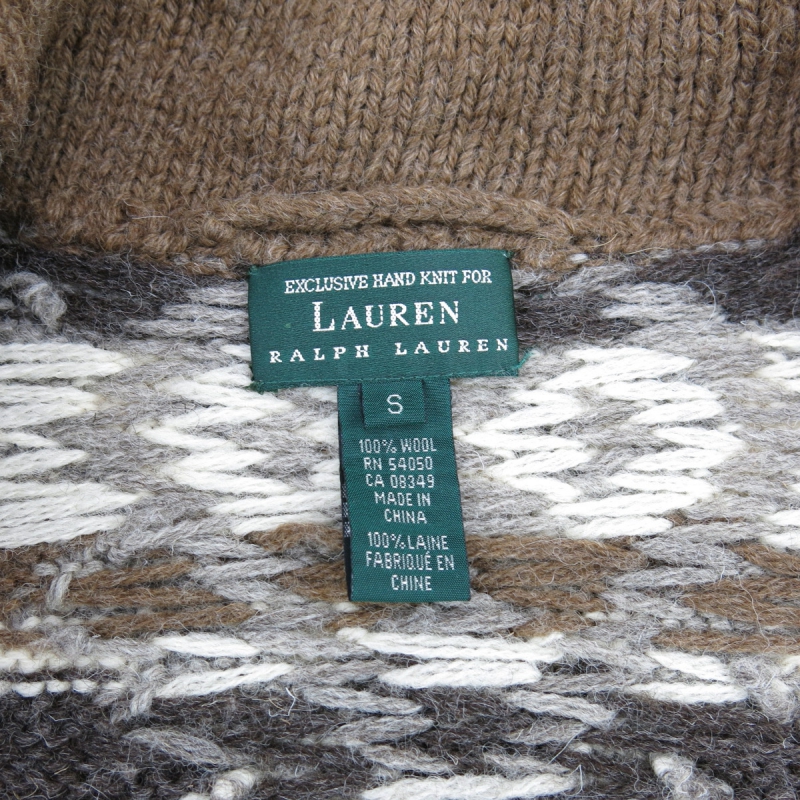 EXCLUSIVE HAND KNIT FOR
LAUREN
RALPH LAUREN
S
100% WOOL
RN 54050
CA 08349
MADE IN
CHINA
100% LAINE
FABRIQUÉ EN
CHINE